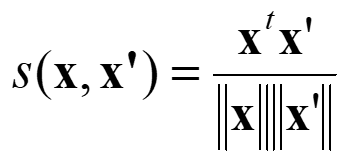 s(x, x') = x^t x' / ‖x‖‖x'‖